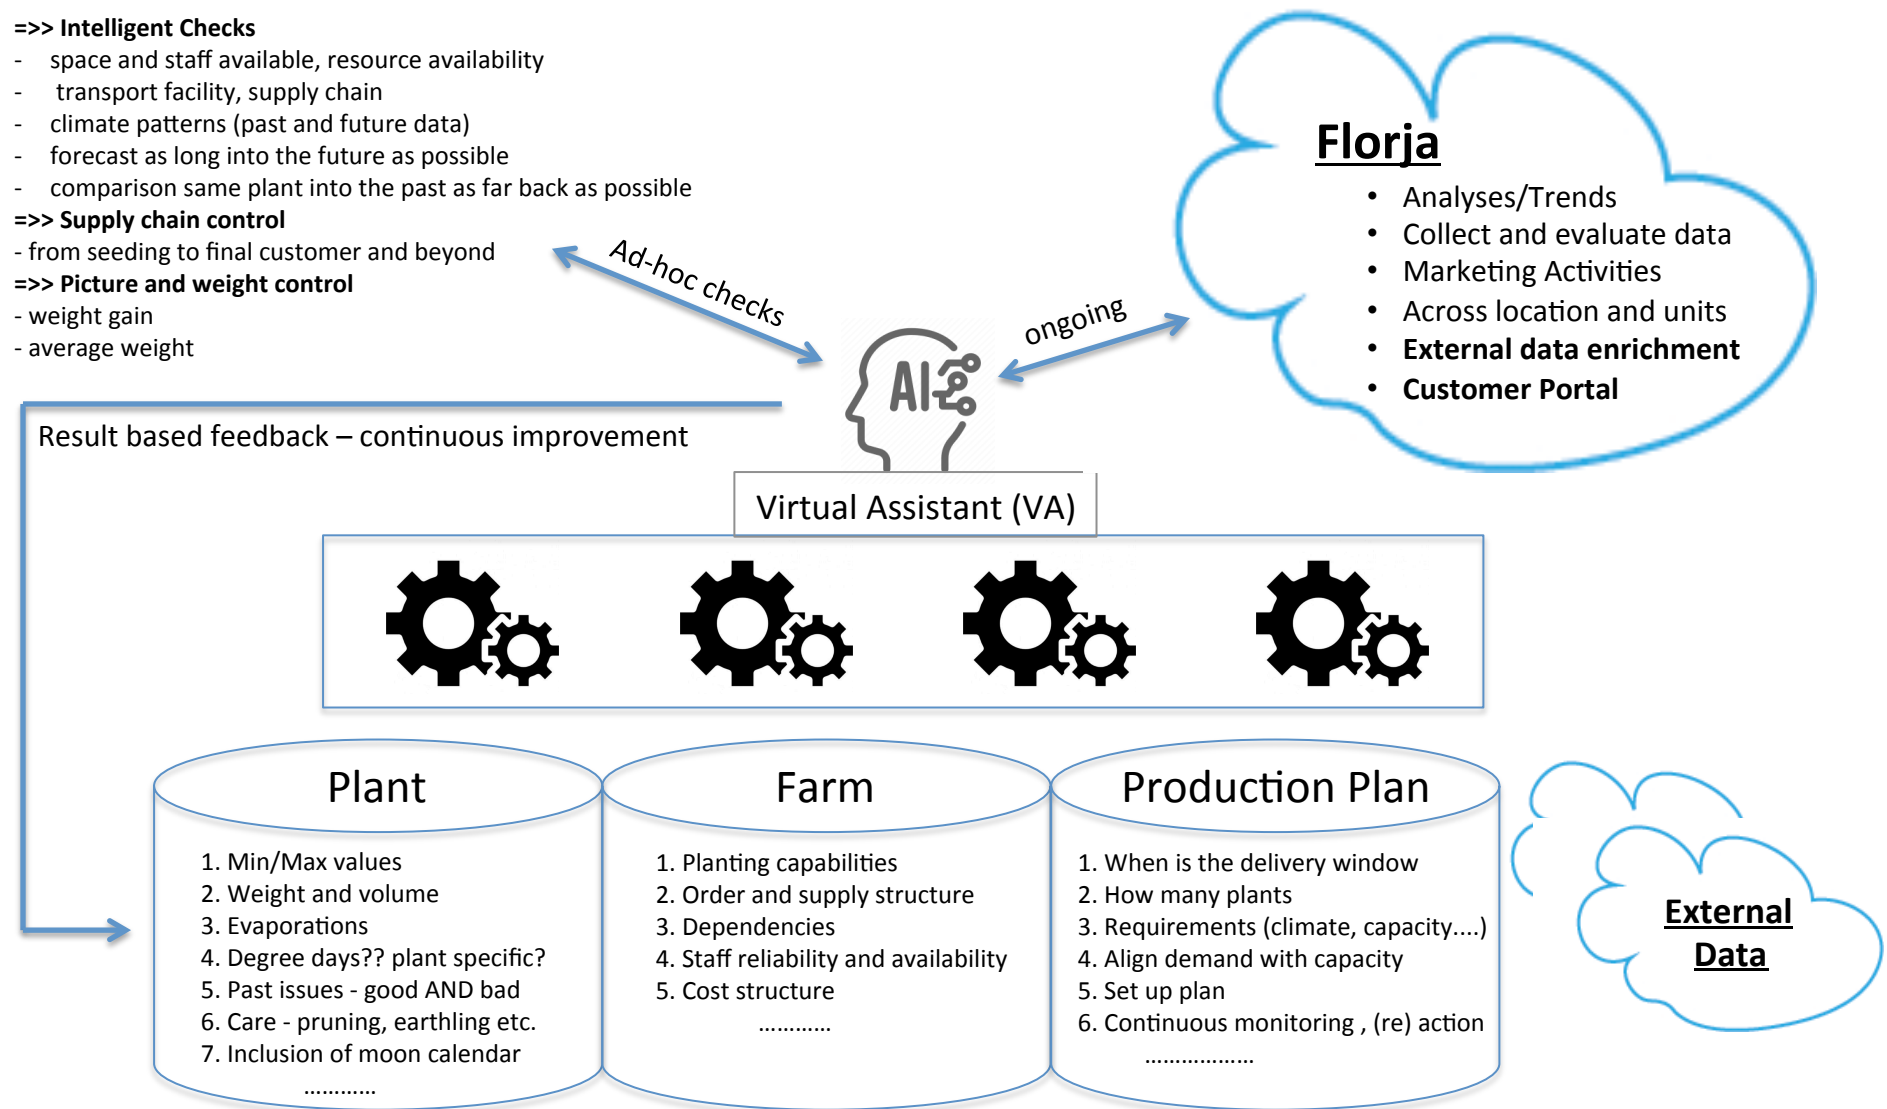 =>> Intelligent Checks
- space and staff available, resource availability
- transport facility, supply chain
- climate patterns (past and future data)
- forecast as long into the future as possible
- comparison same plant into the past as far back as possible
=>> Supply chain control
- from seeding to final customer and beyond
=>> Picture and weight control
- weight gain
- average weight
Ad-hoc checks
ongoing
Florja
• Analyses/Trends
• Collect and evaluate data
• Marketing Activities
• Across location and units
• External data enrichment
• Customer Portal
AI
Result based feedback – continuous improvement
Virtual Assistant (VA)
Plant
1. Min/Max values
2. Weight and volume
3. Evaporations
4. Degree days?? plant specific?
5. Past issues - good AND bad
6. Care - pruning, earthling etc.
7. Inclusion of moon calendar
............
Farm
1. Planting capabilities
2. Order and supply structure
3. Dependencies
4. Staff reliability and availability
5. Cost structure
............
Production Plan
1. When is the delivery window
2. How many plants
3. Requirements (climate, capacity....)
4. Align demand with capacity
5. Set up plan
6. Continuous monitoring , (re) action
..................
External
Data